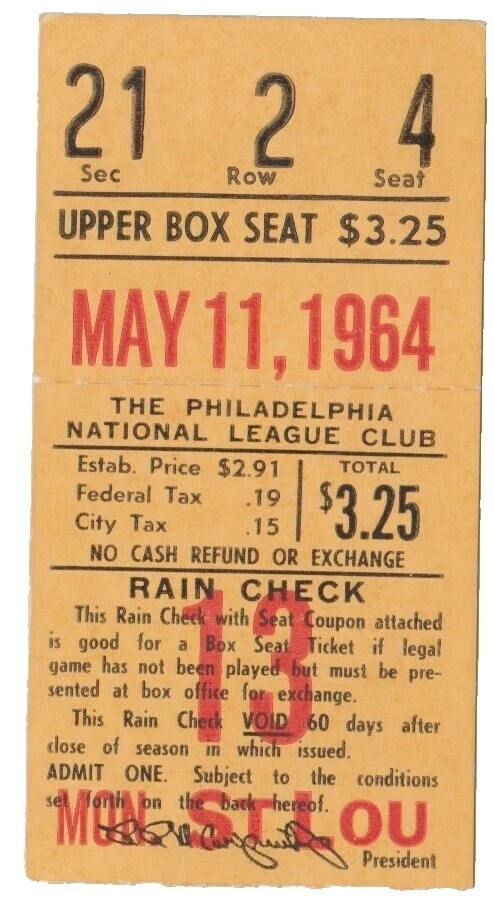 21 2 4
Sec Row Seat
UPPER BOX SEAT $3.25
MAY 11, 1964
THE PHILADELPHIA
NATIONAL LEAGUE CLUB
Estab. Price $2.91
Federal Tax .19
City Tax .15
TOTAL
$3.25
NO CASH REFUND OR EXCHANGE
RAIN CHECK
13
This Rain Check with Seat Coupon attached
is good for a Box Seat Ticket if legal
game has not been played but must be pre-
sented at box office for exchange.
This Rain Check VOID 60 days after
close of season in which issued.
ADMIT ONE. Subject to the conditions
set forth on the back hereof.
MON ST LOU
President